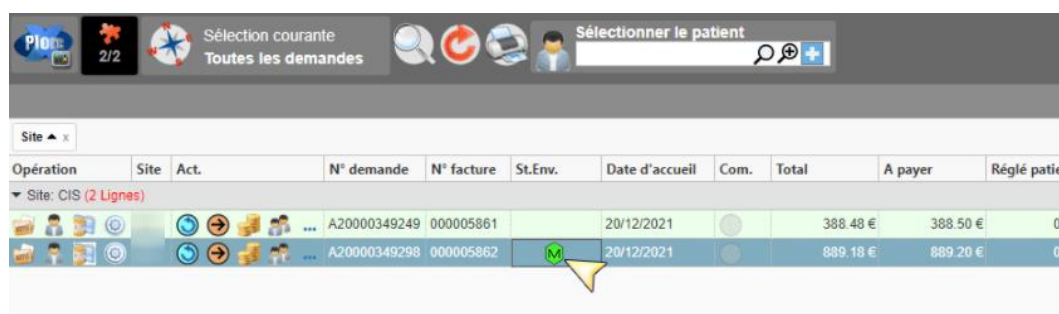 Sélection courante
Toutes les demandes
Sélectionner le patient
2/2
Site x
Opération Site Act. N° demande N° facture St.Env. Date d'accueil Com. Total A payer Réglé patie
Site: CIS (2 Lignes)
... A20000349249 000005861 20/12/2021 388.48 € 388.50 € 0
... A20000349298 000005862 M 20/12/2021 889.18 € 889.20 € 0